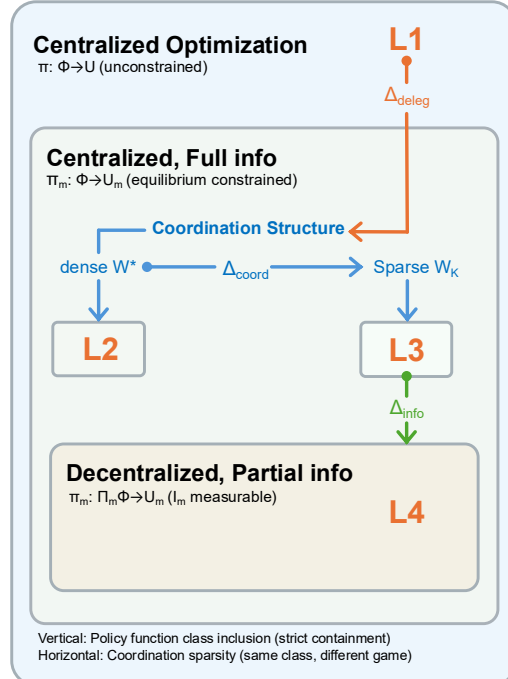 Centralized Optimization
π: Φ→U (unconstrained)
L1
Δdeleg
Centralized, Full info
πm: Φ→Um (equilibrium constrained)
Coordination Structure
dense W*
Δcoord
Sparse WK
L2
L3
Δinfo
Decentralized, Partial info
πm: ΠmΦ→Um (Im measurable)
L4
Vertical: Policy function class inclusion (strict containment)
Horizontal: Coordination sparsity (same class, different game)